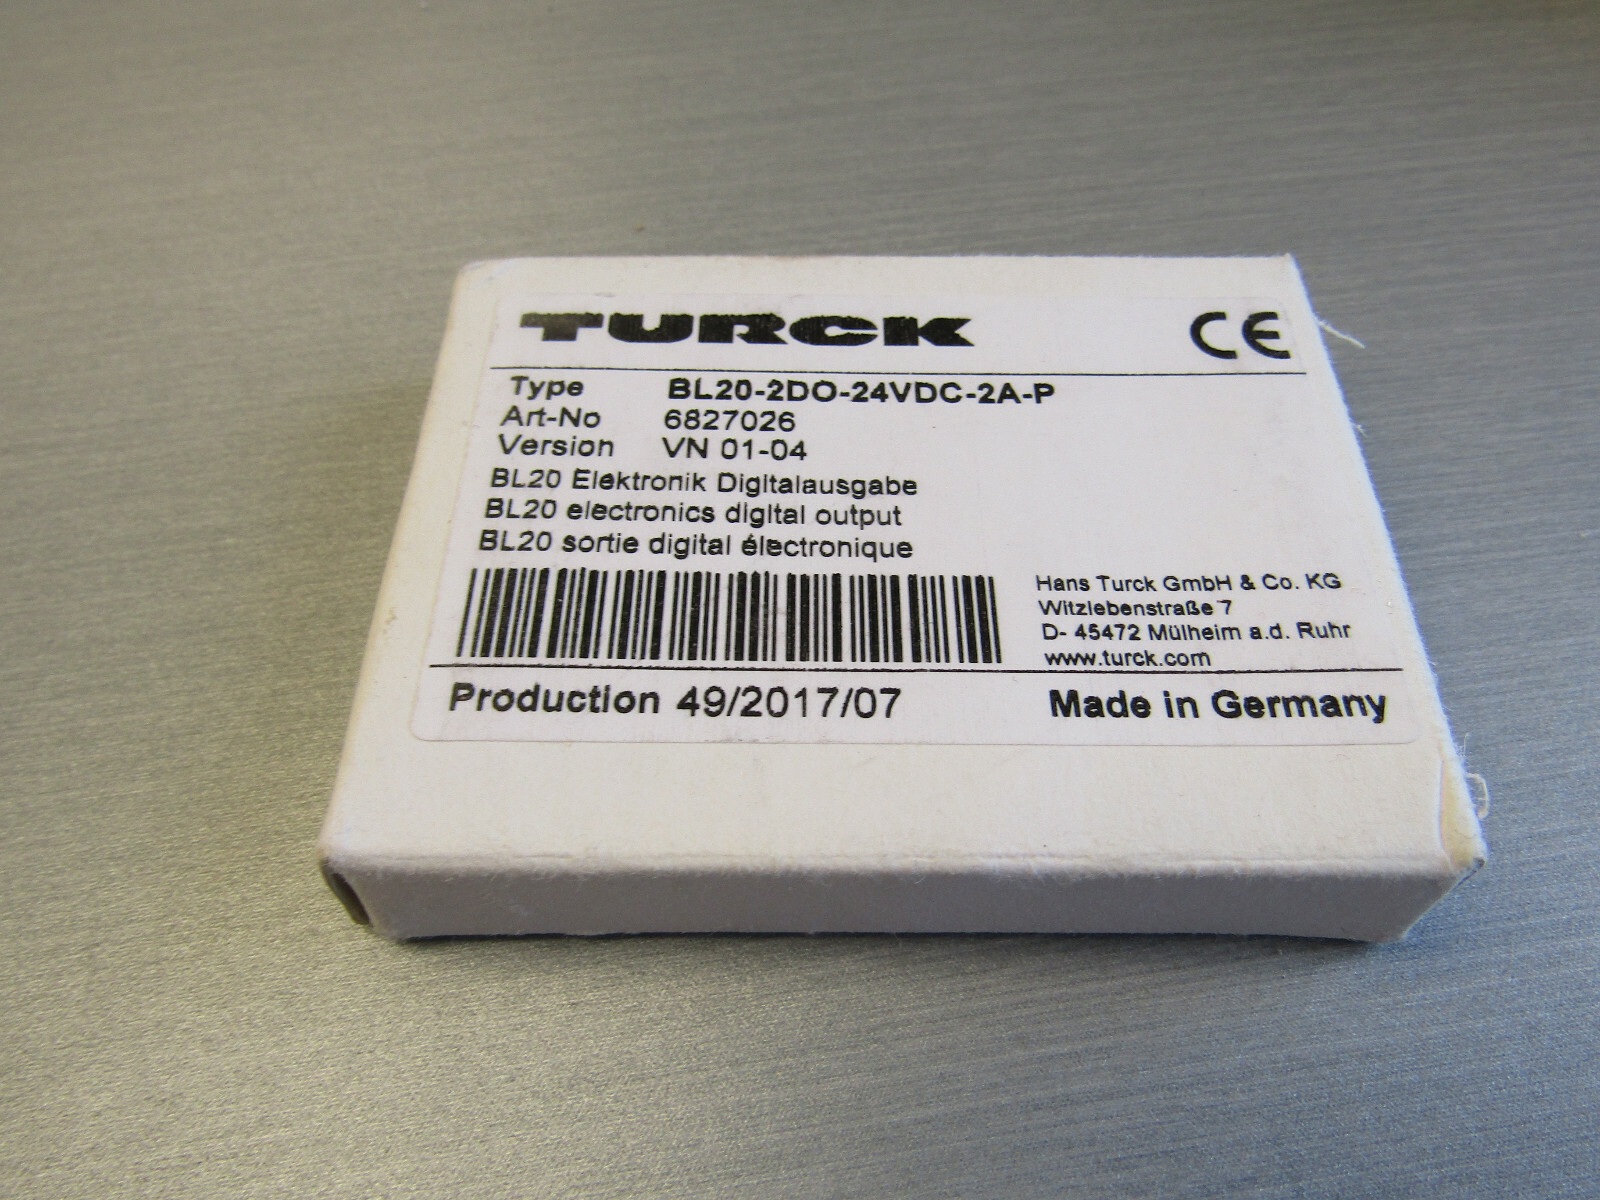 TURCK CE
Type BL20-2DO-24VDC-2A-P
Art-No 6827026
Version VN 01-04
BL20 Elektronik Digitalausgabe
BL20 electronics digital output
BL20 sortie digital électronique
Hans Turck GmbH & Co. KG
Witzlebenstraße 7
D- 45472 Mülheim a.d. Ruhr
www.turck.com
Production 49/2017/07 Made in Germany